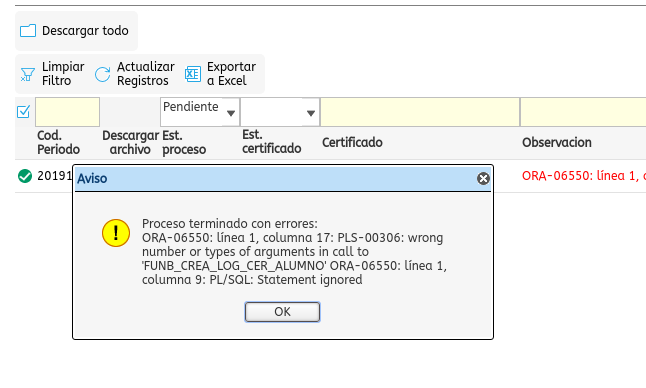 Descargar todo
Limpiar Filtro
Actualizar Registros
Exportar a Excel
Pendiente
Cod. Periodo
Descargar archivo
Est. proceso
Est. certificado
Certificado
Observacion
20191
ORA-06550: línea 1,
Aviso
Proceso terminado con errores:
ORA-06550: línea 1, columna 17: PLS-00306: wrong
number or types of arguments in call to
'FUNB_CREA_LOG_CER_ALUMNO' ORA-06550: línea 1,
columna 9: PL/SQL: Statement ignored
OK